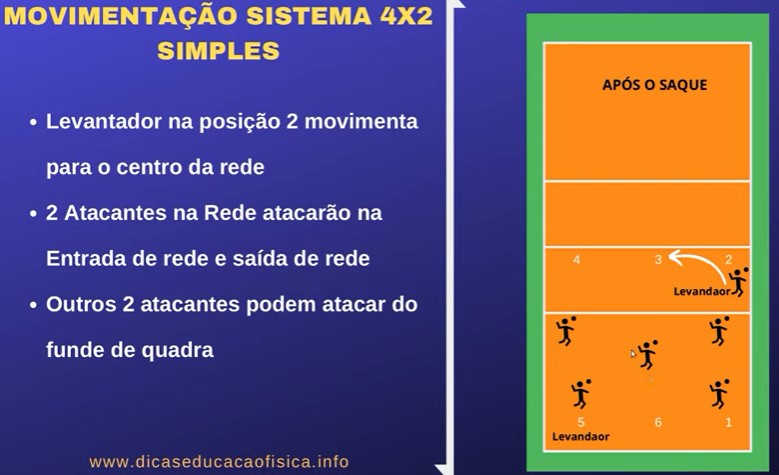 MOVIMENTAÇÃO SISTEMA 4X2
SIMPLES
• Levantador na posição 2 movimenta
para o centro da rede
• 2 Atacantes na Rede atacarão na
Entrada de rede e saída de rede
• Outros 2 atacantes podem atacar do
funde de quadra
www.dicaseducacaofisica.info
APÓS O SAQUE
4 3 2
Levandaor
5 6 1
Levandaor